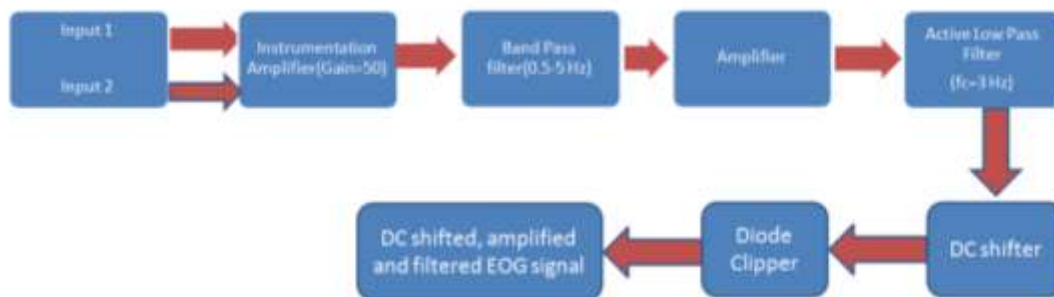 Input 1
Input 2
Instrumentation
Amplifier(Gain=50)
Band Pass
filter(0.5-5 Hz)
Amplifier
Active Low Pass
Filter
(fc=3 Hz)
DC shifter
Diode
Clipper
DC shifted, amplified
and filtered EOG signal